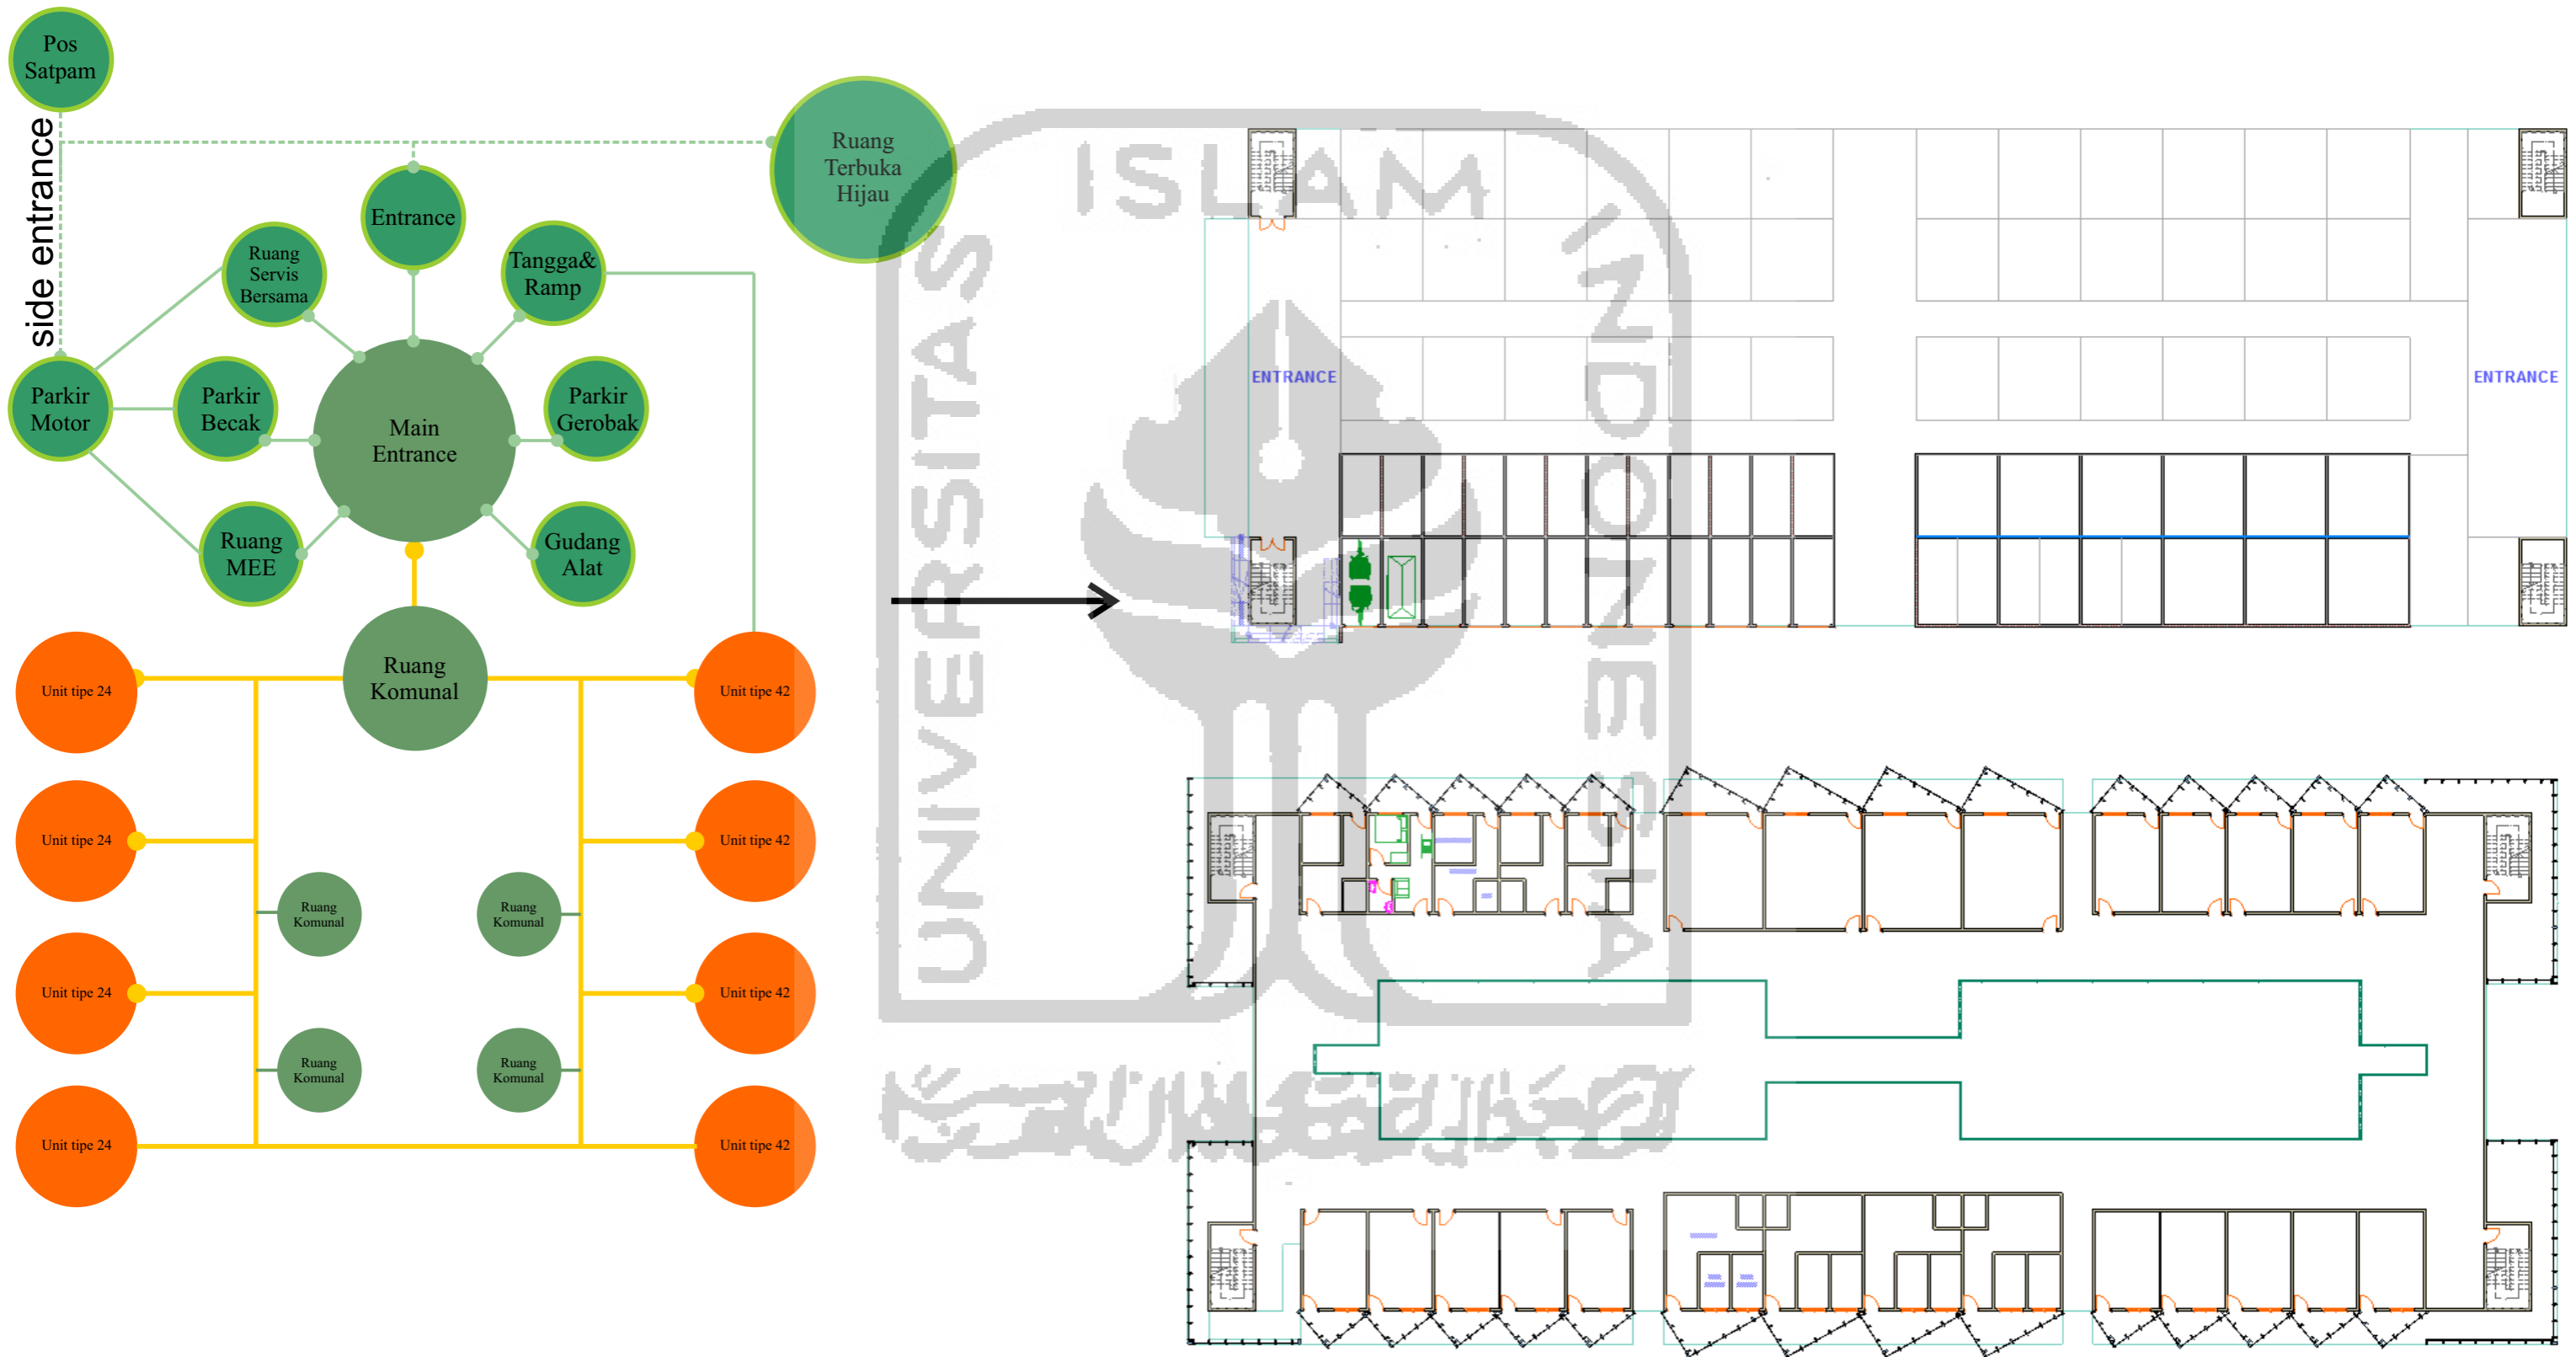 Pos
Satpam
side entrance
Ruang
Terbuka
Hijau
Entrance
Ruang
Servis
Bersama
Tangga&
Ramp
Parkir
Motor
Parkir
Becak
Main
Entrance
Parkir
Gerobak
Ruang
MEE
Gudang
Alat
Ruang
Komunal
Unit tipe 24
Unit tipe 42
Unit tipe 24
Unit tipe 42
Ruang
Komunal
Ruang
Komunal
Unit tipe 24
Unit tipe 42
Ruang
Komunal
Ruang
Komunal
Unit tipe 24
Unit tipe 42
UNIVERSITAS
ISLAM
INDONESIA
ENTRANCE
ENTRANCE